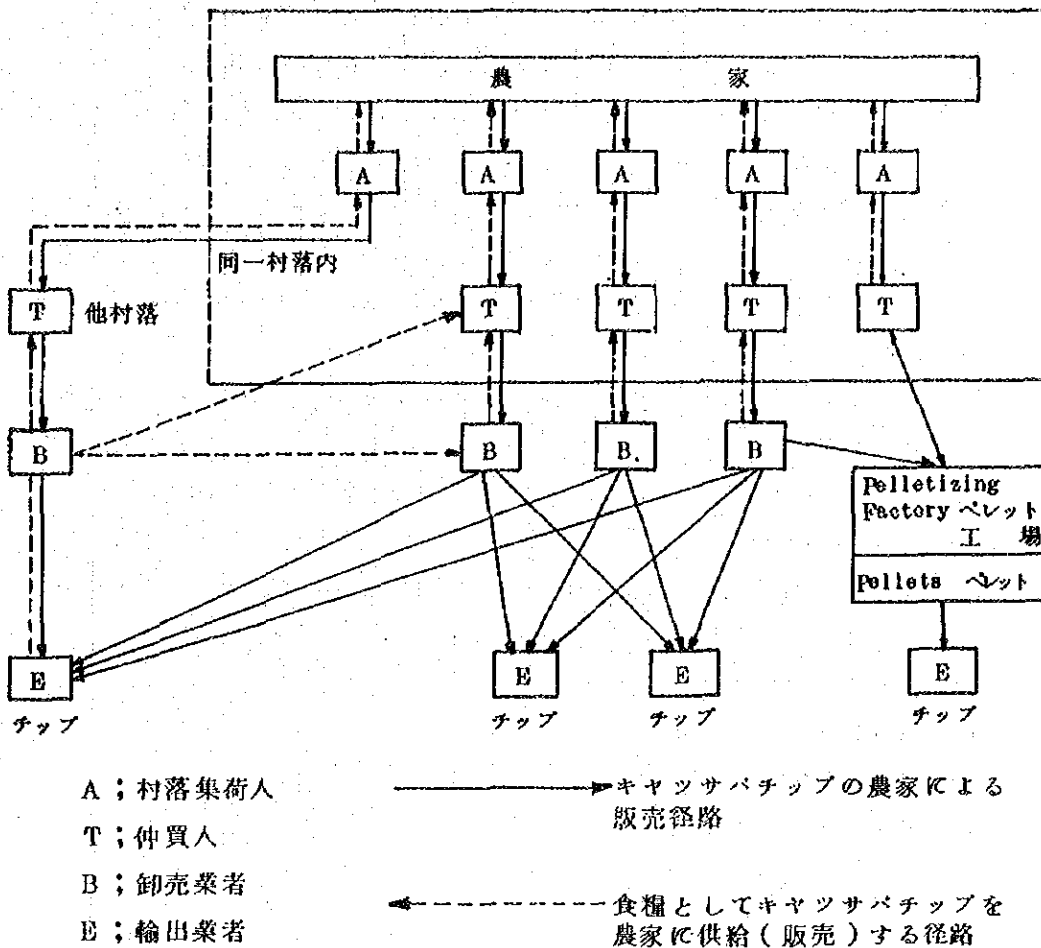 農 家
A A A A A
同一村落内
T 他村落 T T T T
B B B. B
Pelletizing
Factory ペレット
工 場
Pellets ペレット
E E E E
チップ チップ チップ チップ
A ; 村落集荷人
T ; 仲買人
B ; 卸売業者
E ; 輸出業者
キヤツサバチップの農家による
販売径路
食糧としてキヤツサバチップを
農家に供給(販売)する径路